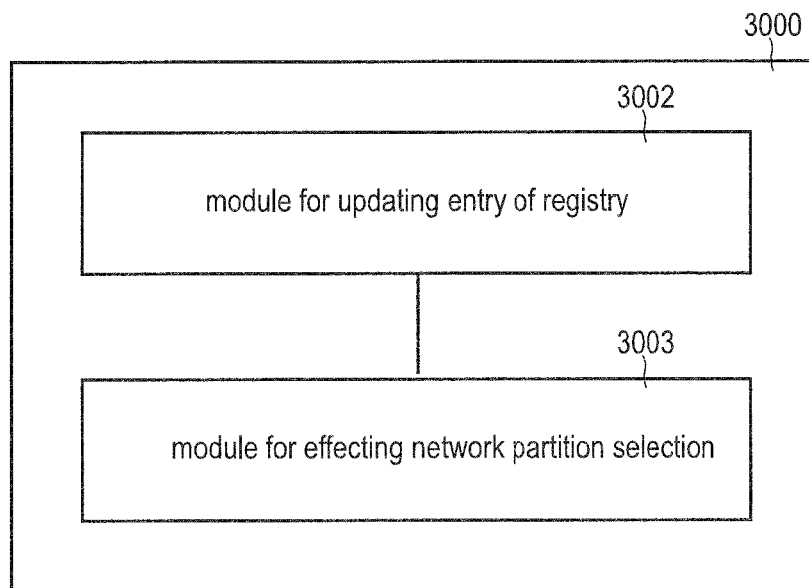 3000
3002
module for updating entry of registry
3003
module for effecting network partition selection